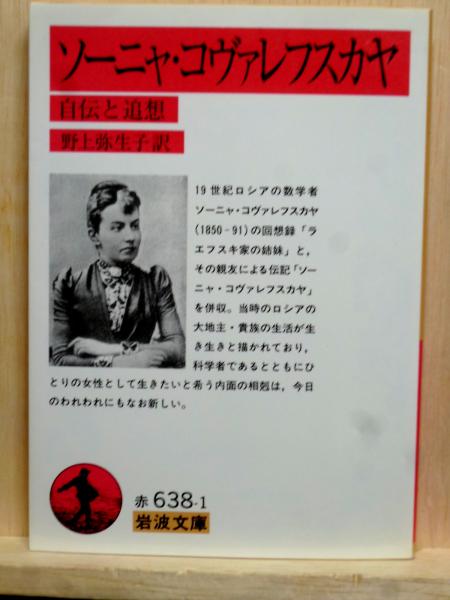 ソーニャ・コヴァレフスカヤ
自伝と追想
野上弥生子訳
19世紀ロシアの数学者
ソーニャ・コヴァレフスカヤ
(1850-91)の回想録「ラ
エフスキ家の姉妹」と，
その親友による伝記「ソー
ニャ・コヴァレフスカヤ」
を併収。当時のロシアの
大地主・貴族の生活が生
き生きと描かれており，
科学者であるとともにひ
とりの女性として生きたいと希う内面の相剋は，今日
のわれわれにもなお新しい。
赤 638-1
岩波文庫